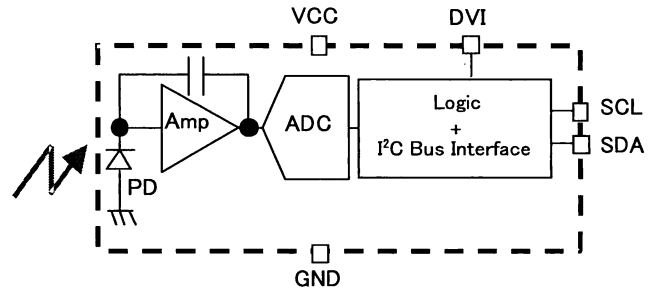 VCC
DVI
Amp
ADC
Logic
+
I²C Bus Interface
SCL
SDA
PD
GND